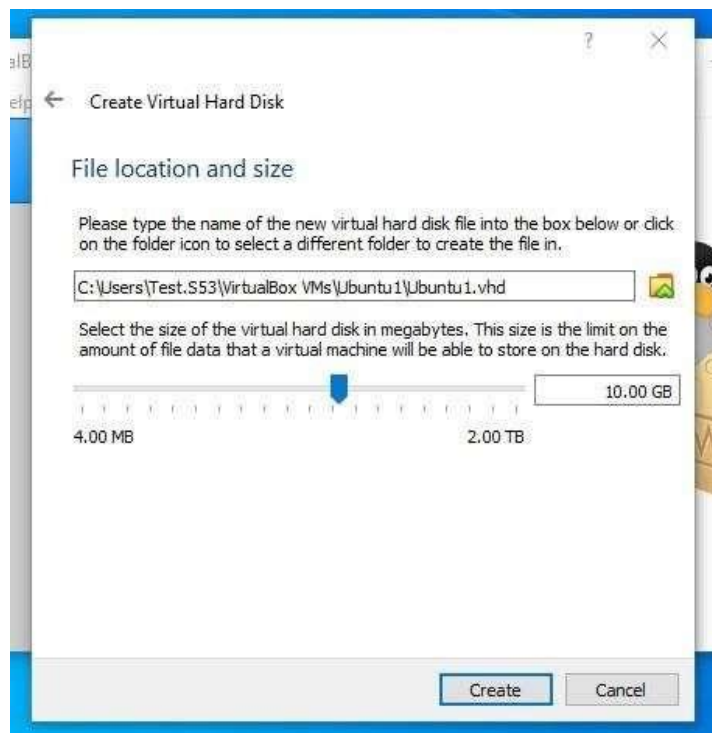 ?
Create Virtual Hard Disk
File location and size
Please type the name of the new virtual hard disk file into the box below or click
on the folder icon to select a different folder to create the file in.
C:\Users\Test.S53\VirtualBox VMs\Ubuntu1\Ubuntu1.vhd
Select the size of the virtual hard disk in megabytes. This size is the limit on the
amount of file data that a virtual machine will be able to store on the hard disk.
10.00 GB
4.00 MB 2.00 TB
Create Cancel